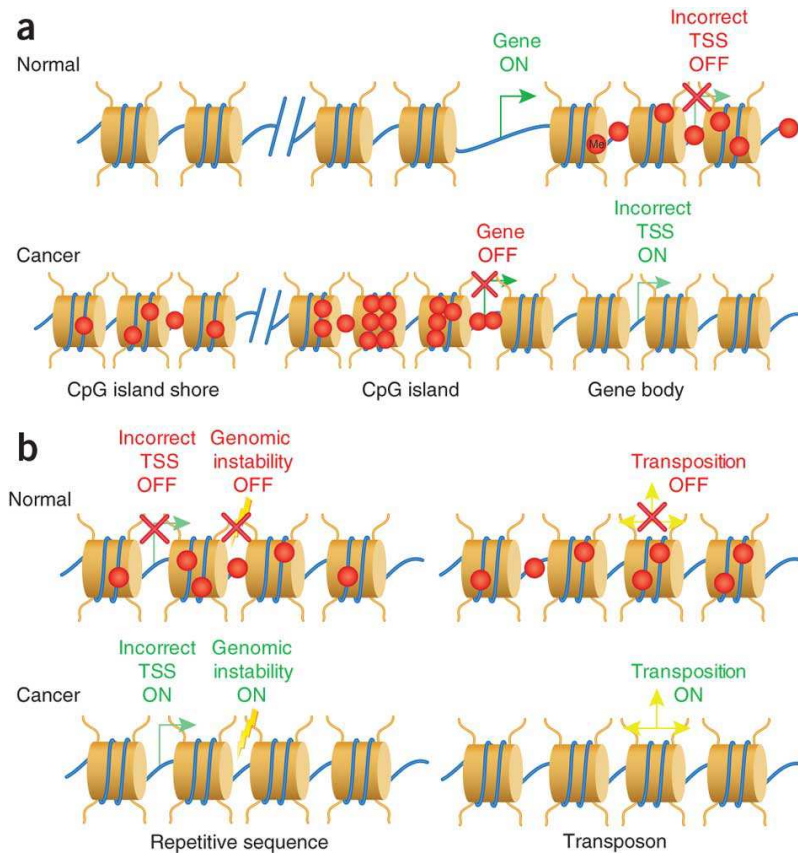 a
Normal
Gene
ON
Incorrect
TSS
OFF
Me
Cancer
Gene
OFF
Incorrect
TSS
ON
CpG island shore
CpG island
Gene body
b
Normal
Incorrect
TSS
OFF
Genomic
instability
OFF
Transposition
OFF
Cancer
Incorrect
TSS
ON
Genomic
instability
ON
Transposition
ON
Repetitive sequence
Transposon